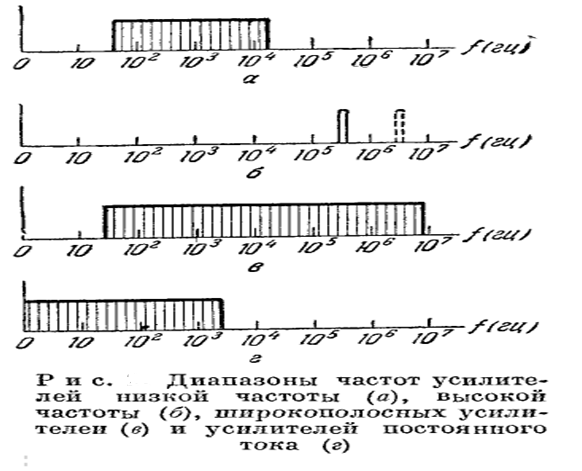 0 10 10² 10³ 10⁴ 10⁵ 10⁶ 10⁷ f(гц)
а
0 10 10² 10³ 10⁴ 10⁵ 10⁶ 10⁷ f(гц)
б
0 10 10² 10³ 10⁴ 10⁵ 10⁶ 10⁷ f(гц)
в
0 10 10² 10³ 10⁴ 10⁵ 10⁶ 10⁷ f(гц)
г
Рис. Диапазоны частот усилите-
лей низкой частоты (а), высокой
частоты (б), широкополосных усили-
телей (в) и усилителей постоянного
тока (г)